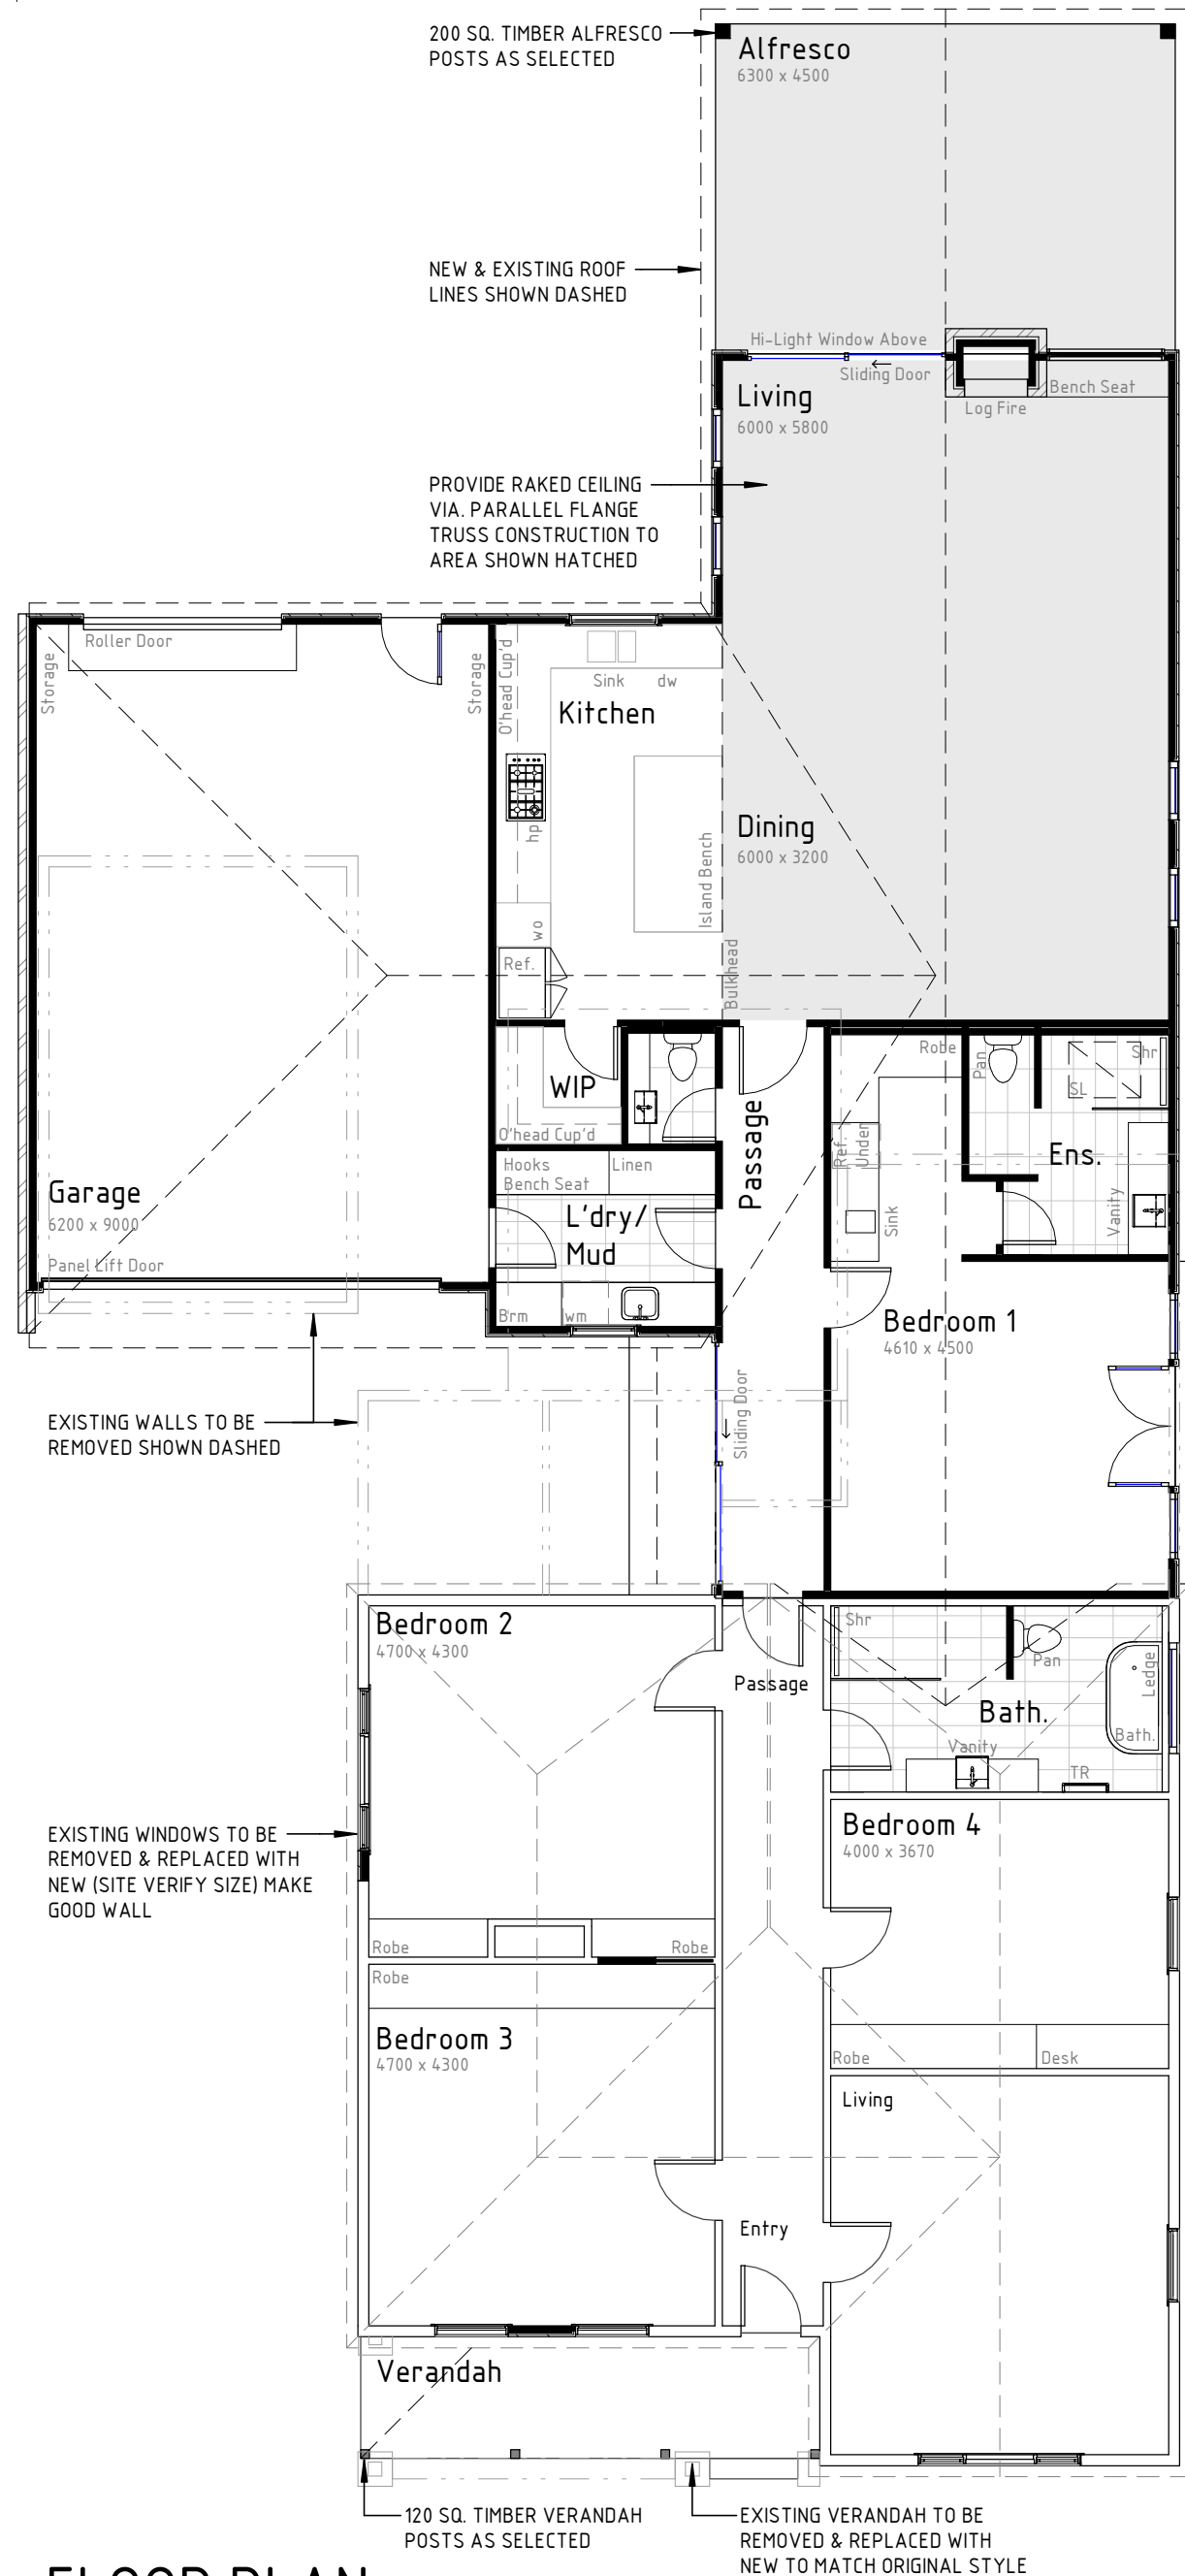 200 SQ. TIMBER ALFRESCO
POSTS AS SELECTED
Alfresco
6300 x 4500
NEW & EXISTING ROOF
LINES SHOWN DASHED
Hi-Light Window Above
Sliding Door
Living
6000 x 5800
Log Fire
Bench Seat
PROVIDE RAKED CEILING
VIA. PARALLEL FLANGE
TRUSS CONSTRUCTION TO
AREA SHOWN HATCHED
Roller Door
Storage
Storage
O'head Cup'd
Sink
dw
Kitchen
hp
Island Bench
Dining
6000 x 3200
wo
Ref.
Bulkhead
WIP
O'head Cup'd
Passage
Robe
Pan
Shr
SL
Ref.
Under
Ens.
Vanity
Sink
Hooks
Bench Seat
Linen
Garage
6200 x 9000
L'dry/
Mud
Panel Lift Door
Brm
wm
Bedroom 1
4610 x 4500
Sliding Door
EXISTING WALLS TO BE
REMOVED SHOWN DASHED
Bedroom 2
4700 x 4300
Passage
Shr
Pan
Ledge
Bath.
Bath.
Vanity
TR
EXISTING WINDOWS TO BE
REMOVED & REPLACED WITH
NEW (SITE VERIFY SIZE) MAKE
GOOD WALL
Bedroom 4
4000 x 3670
Robe
Robe
Robe
Bedroom 3
4700 x 4300
Robe
Desk
Living
Entry
Verandah
120 SQ. TIMBER VERANDAH
POSTS AS SELECTED
EXISTING VERANDAH TO BE
REMOVED & REPLACED WITH
NEW TO MATCH ORIGINAL STYLE
FLOOR PLAN